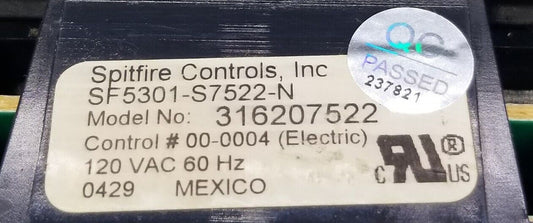 Spitfire Controls, Inc
SF5301-S7522-N
Model No: 316207522
Control # 00-0004 (Electric)
120 VAC 60 Hz
0429 MEXICO
QC
PASSED
237821
c RU ® US